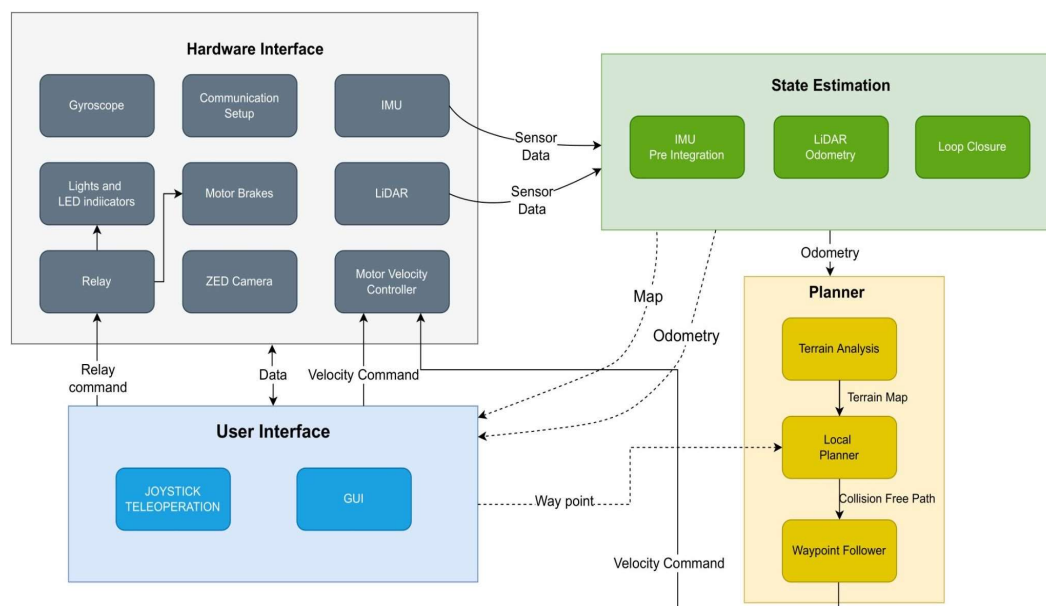 Hardware Interface
Gyroscope
Communication
Setup
IMU
Lights and
LED indiicators
Motor Brakes
LiDAR
Relay
ZED Camera
Motor Velocity
Controller
Sensor
Data
Sensor
Data
State Estimation
IMU
Pre Integration
LiDAR
Odometry
Loop Closure
Map
Odometry
Odometry
Relay
command
Data
Velocity Command
User Interface
JOYSTICK
TELEOPERATION
GUI
Way point
Planner
Terrain Analysis
Terrain Map
Local
Planner
Collision Free Path
Waypoint Follower
Velocity Command